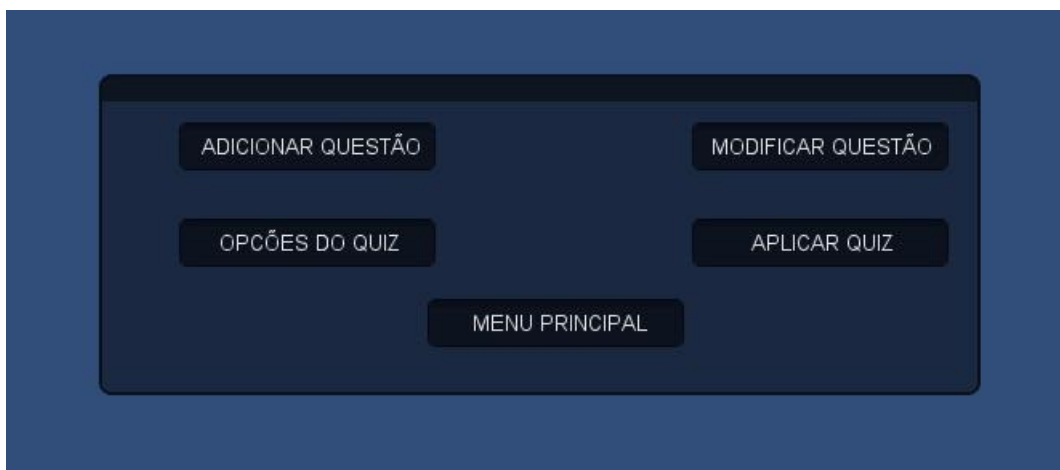 ADICIONAR QUESTÃO
MODIFICAR QUESTÃO
OPCÕES DO QUIZ
APLICAR QUIZ
MENU PRINCIPAL